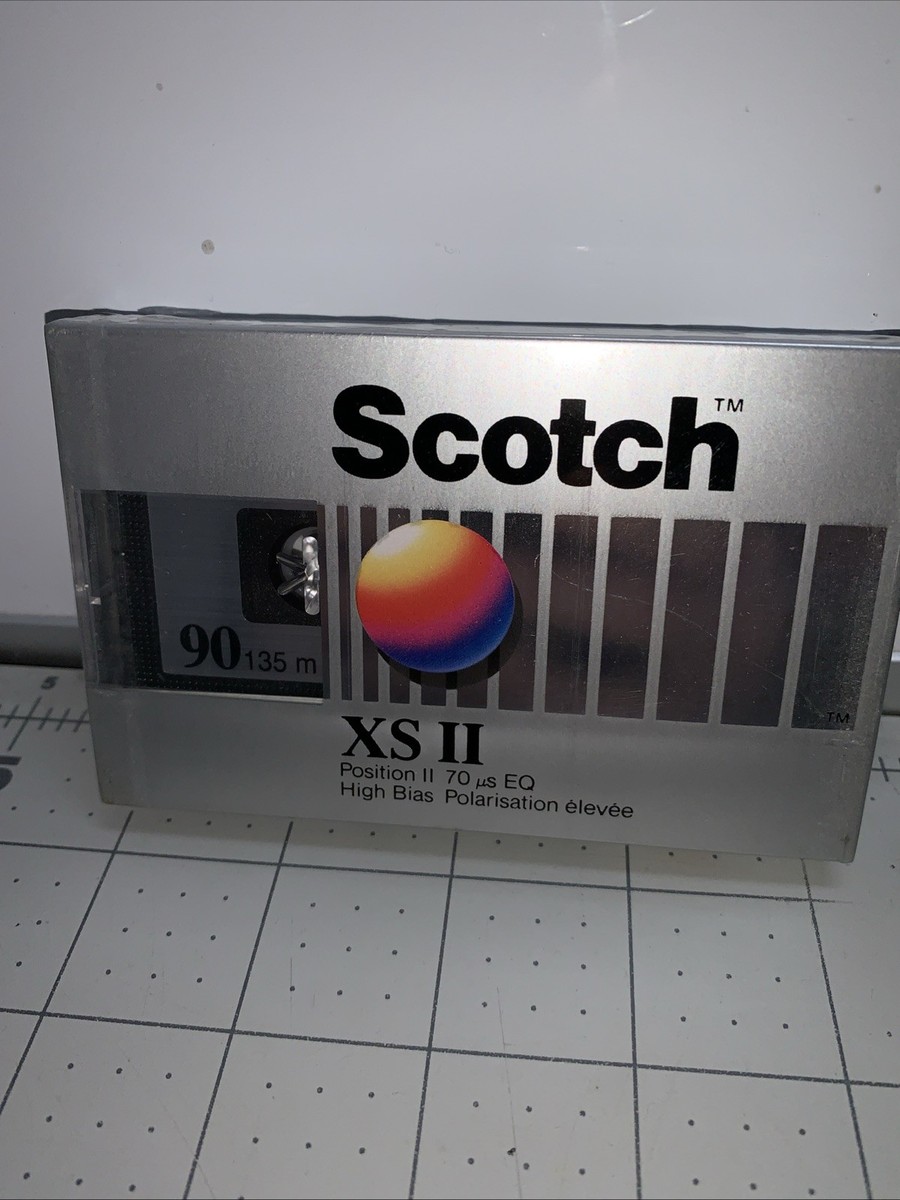 Scotch™
90 135 m
™
XS II
Position II 70 µs EQ
High Bias Polarisation élevée
5